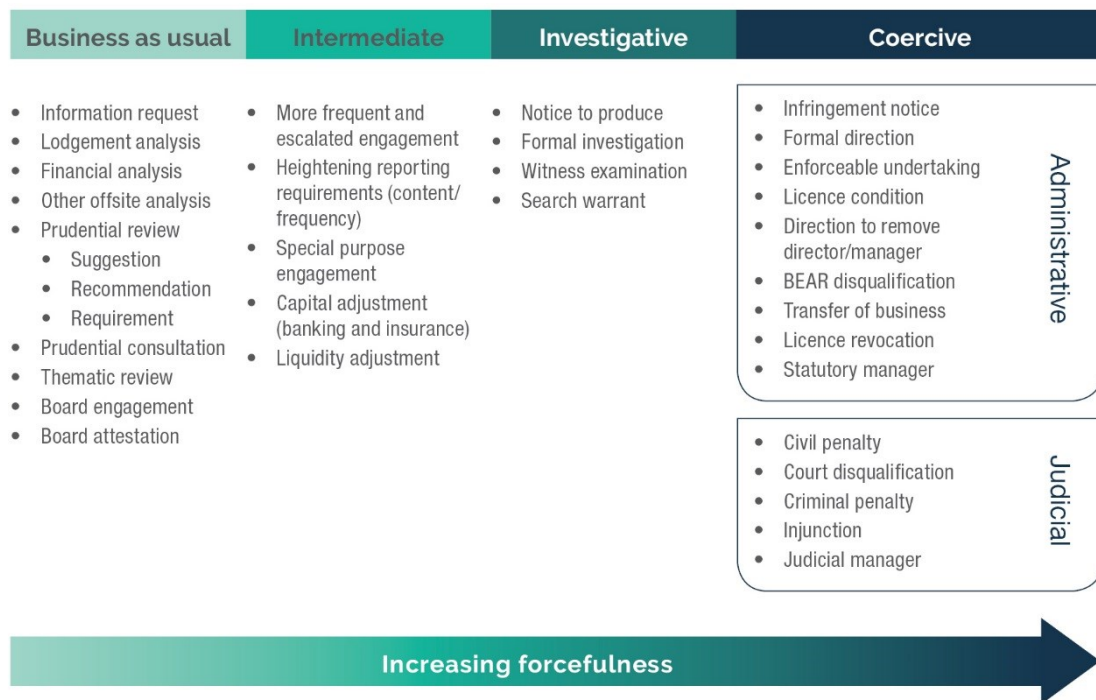 Business as usual
Intermediate
Investigative
Coercive
• Information request
• Lodgement analysis
• Financial analysis
• Other offsite analysis
• Prudential review
• Suggestion
• Recommendation
• Requirement
• Prudential consultation
• Thematic review
• Board engagement
• Board attestation
• More frequent and
escalated engagement
• Heightening reporting
requirements (content/
frequency)
• Special purpose
engagement
• Capital adjustment
(banking and insurance)
• Liquidity adjustment
• Notice to produce
• Formal investigation
• Witness examination
• Search warrant
• Infringement notice
• Formal direction
• Enforceable undertaking
• Licence condition
• Direction to remove
director/manager
• BEAR disqualification
• Transfer of business
• Licence revocation
• Statutory manager
Administrative
• Civil penalty
• Court disqualification
• Criminal penalty
• Injunction
• Judicial manager
Judicial
Increasing forcefulness